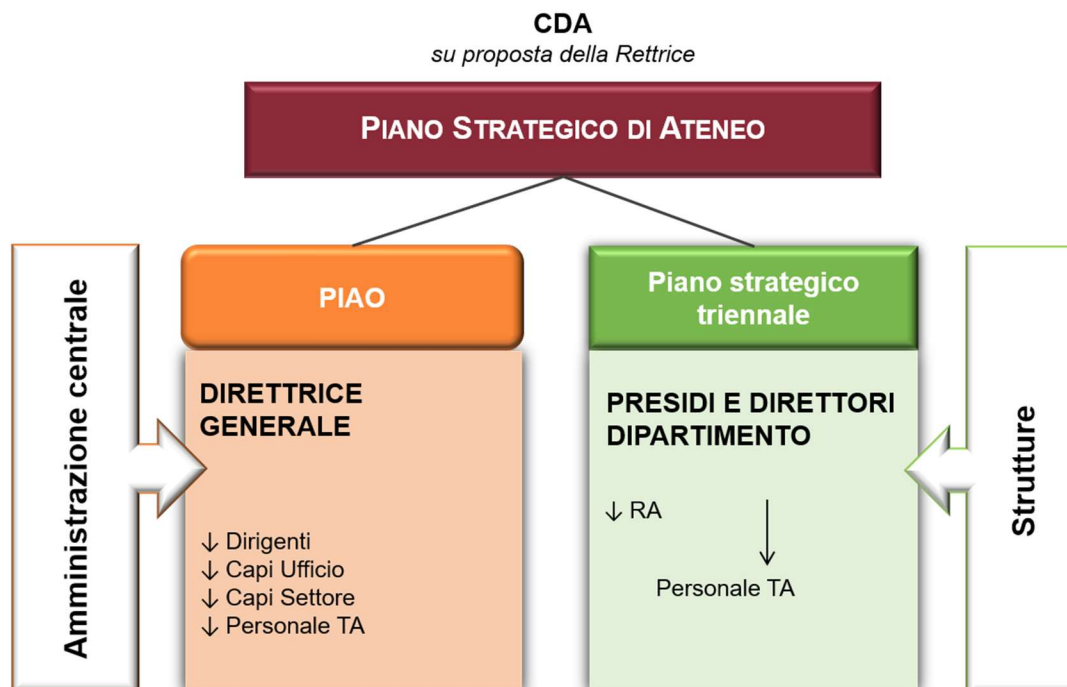 CDA
su proposta della Rettrice
PIANO STRATEGICO DI ATENEO
Amministrazione centrale
PIAO
DIRETTRICE
GENERALE
↓ Dirigenti
↓ Capi Ufficio
↓ Capi Settore
↓ Personale TA
Piano strategico
triennale
PRESIDI E DIRETTORI
DIPARTIMENTO
↓ RA
Personale TA
Strutture